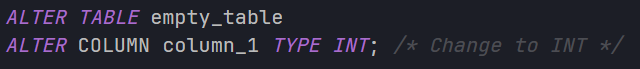 ALTER TABLE empty_table
ALTER COLUMN column_1 TYPE INT; /* Change to INT */